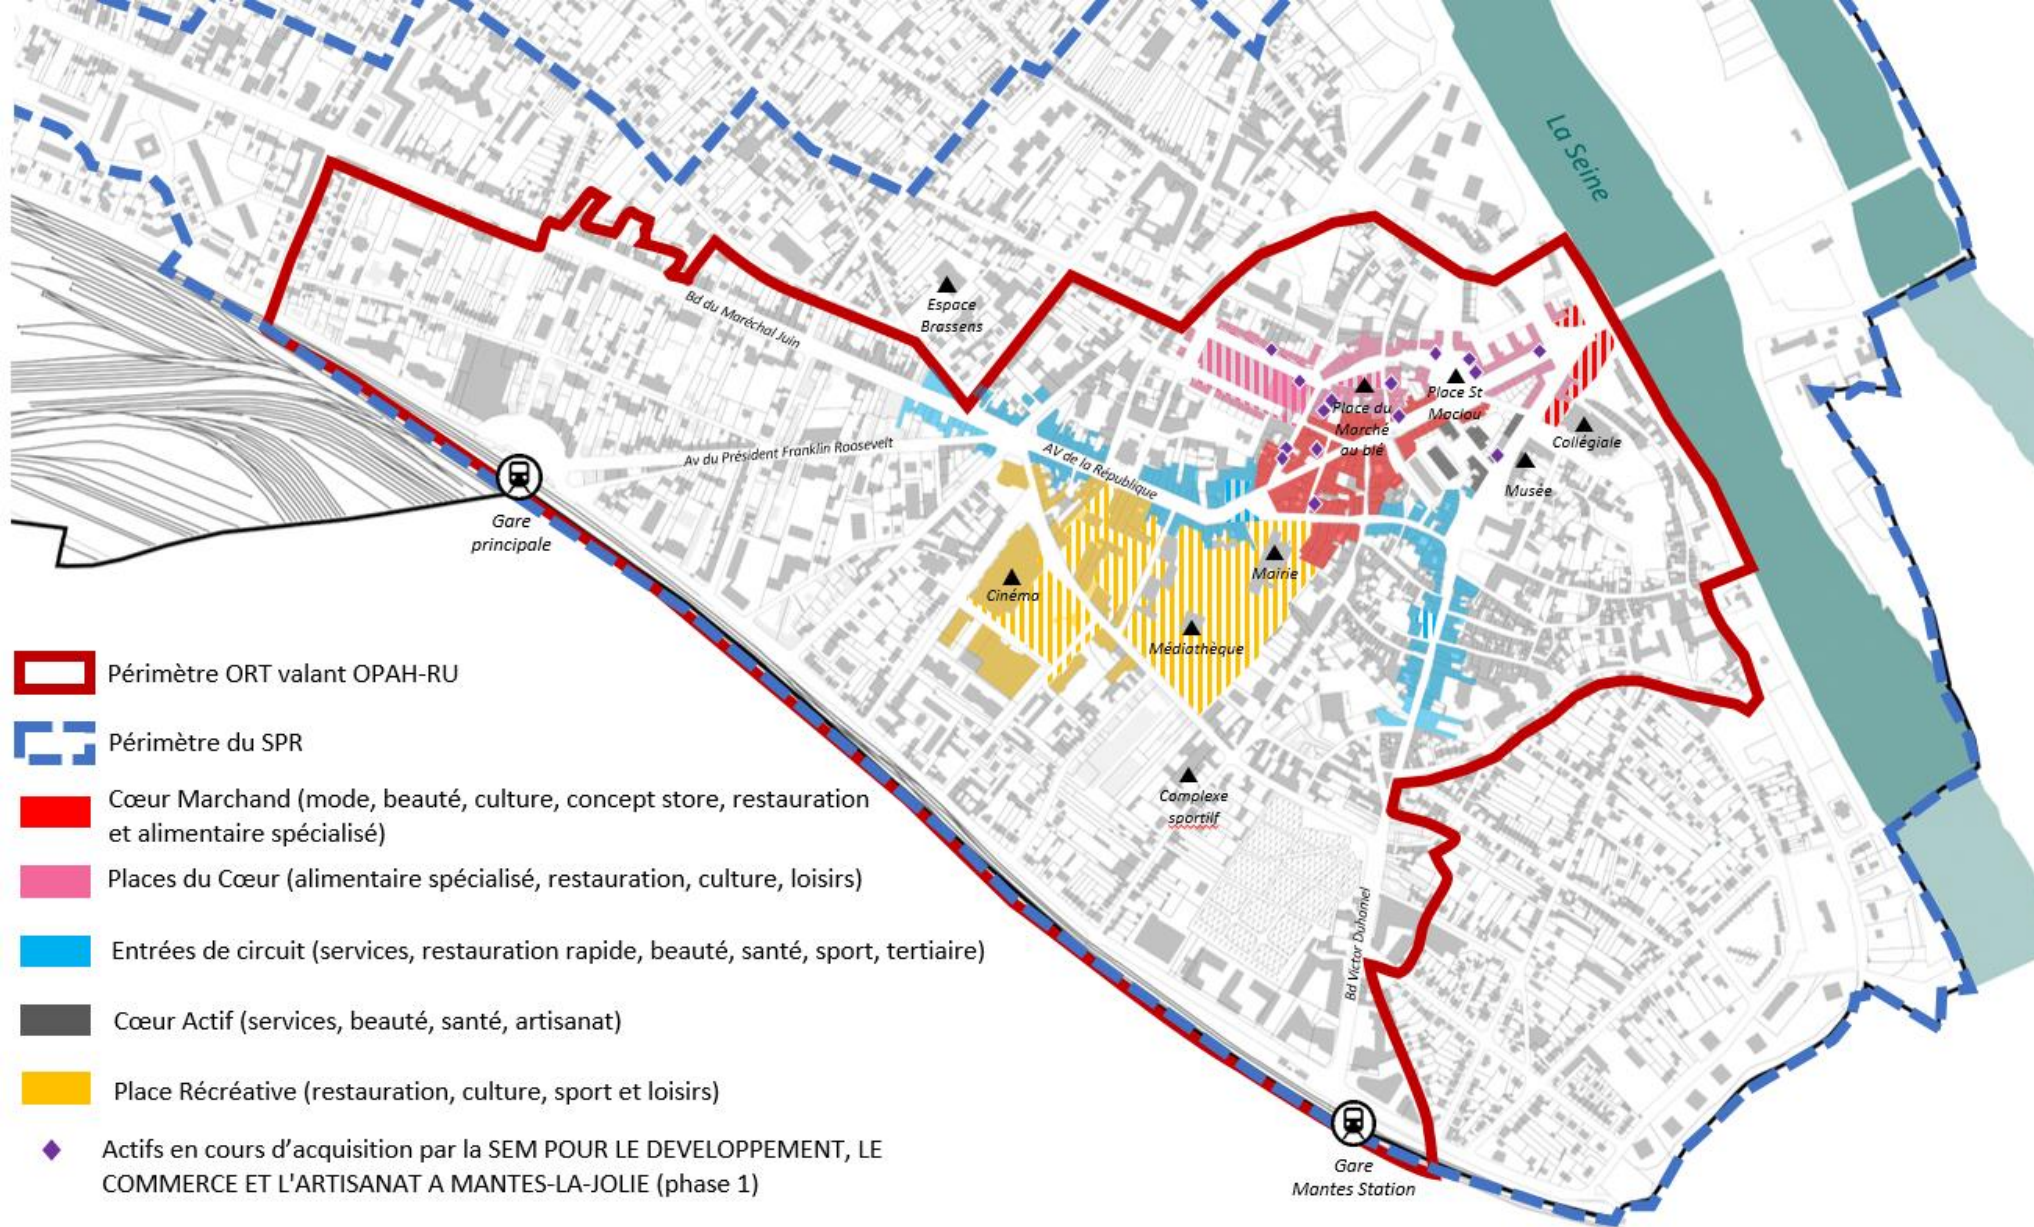 La Seine
Espace
Brassens
Bd du Maréchal Juin
Place du
Marché
au blé
Place St
Maclou
Collégiale
Av du Président Franklin Roosevelt
AV de la République
Musée
Gare
principale
Mairie
Cinéma
Médiathèque
Complexe
sportilf
Bd Victor Duhamel
Gare
Mantes Station
Périmètre ORT valant OPAH-RU
Périmètre du SPR
Cœur Marchand (mode, beauté, culture, concept store, restauration
et alimentaire spécialisé)
Places du Cœur (alimentaire spécialisé, restauration, culture, loisirs)
Entrées de circuit (services, restauration rapide, beauté, santé, sport, tertiaire)
Cœur Actif (services, beauté, santé, artisanat)
Place Récréative (restauration, culture, sport et loisirs)
Actifs en cours d’acquisition par la SEM POUR LE DEVELOPPEMENT, LE
COMMERCE ET L'ARTISANAT A MANTES-LA-JOLIE (phase 1)